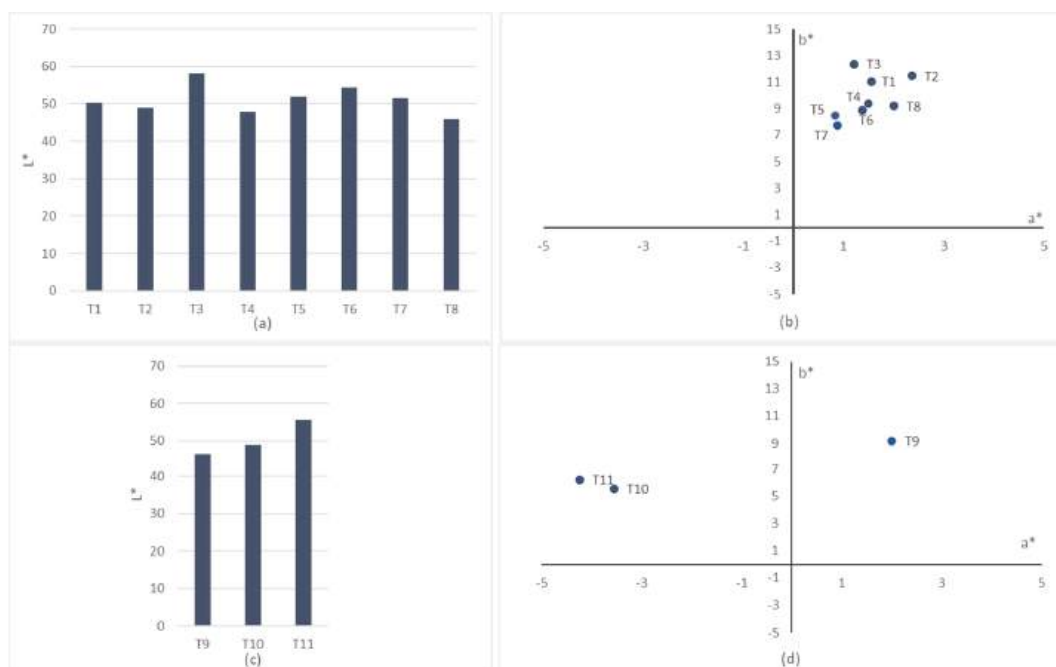 70
60
50
40
30
20
10
0
L*
T1 T2 T3 T4 T5 T6 T7 T8
(a)
15
13
11
9
7
5
3
1
-1
-3
-5
b*
T3
T1
T2
T4
T8
T5
T6
T7
a*
-5 -3 -1 1 3 5
(b)
70
60
50
40
30
20
10
0
L*
T9 T10 T11
(c)
15
13
11
9
7
5
3
1
-1
-3
-5
b*
T9
T11
T10
a*
-5 -3 -1 1 3 5
(d)